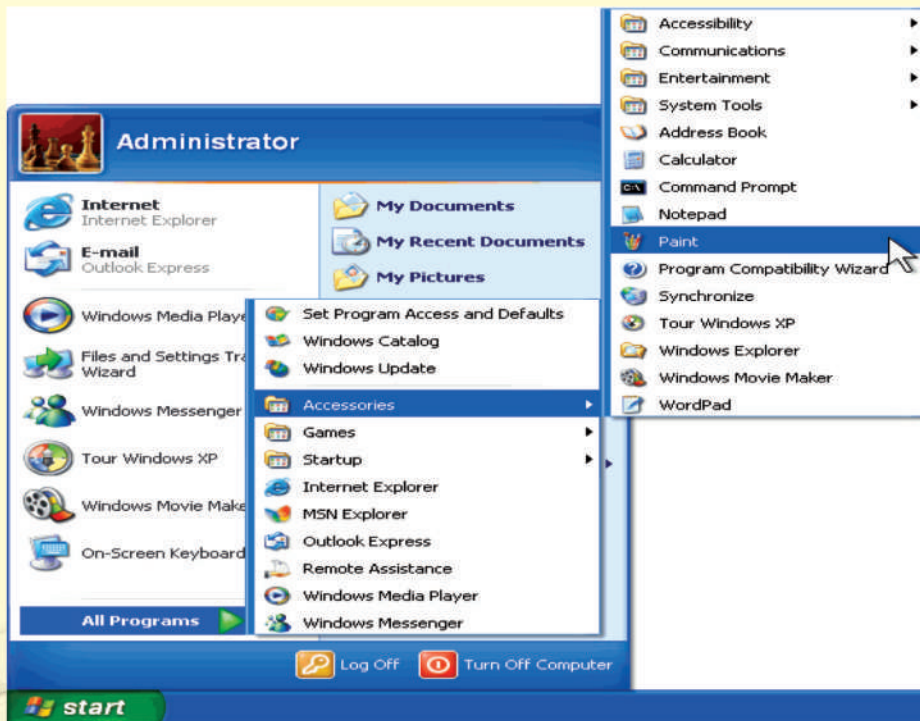 Administrator
Internet
Internet Explorer
E-mail
Outlook Express
Windows Media Playe
Files and Settings Tra
Wizard
Windows Messenger
Tour Windows XP
Windows Movie Make
On-Screen Keyboard
All Programs
My Documents
My Recent Documents
My Pictures
Set Program Access and Defaults
Windows Catalog
Windows Update
Accessories
Games
Startup
Internet Explorer
MSN Explorer
Outlook Express
Remote Assistance
Windows Media Player
Windows Messenger
Accessibility
Communications
Entertainment
System Tools
Address Book
Calculator
Command Prompt
Notepad
Paint
Program Compatibility Wizard
Synchronize
Tour Windows XP
Windows Explorer
Windows Movie Maker
WordPad
Log Off
Turn Off Computer
start